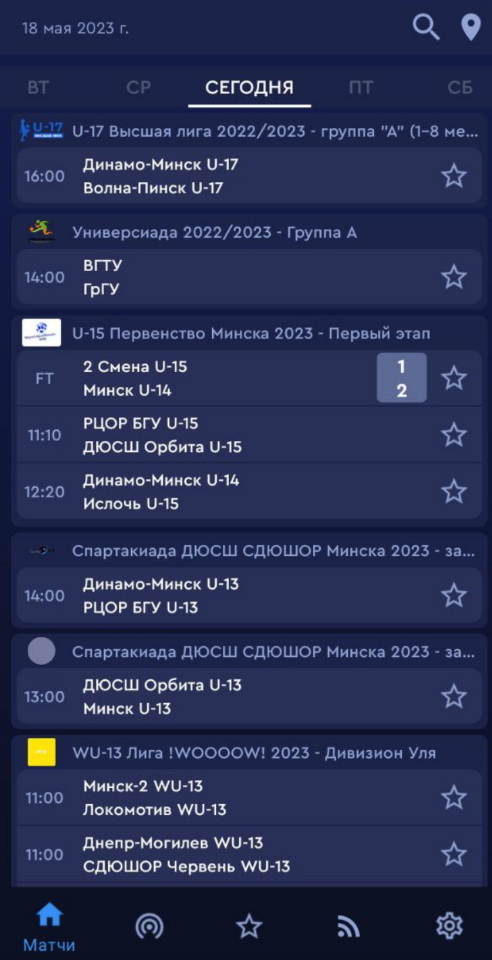 18 мая 2023 г.
ВТ СР СЕГОДНЯ ПТ СБ
U-17 U-17 Высшая лига 2022/2023 - группа "А" (1-8 ме...
16:00 Динамо-Минск U-17
Волна-Пинск U-17
Универсиада 2022/2023 - Группа А
14:00 ВГТУ
ГрГУ
U-15 Первенство Минска 2023 - Первый этап
FT 2 Смена U-15 1
Минск U-14 2
11:10 РЦОР БГУ U-15
ДЮСШ Орбита U-15
12:20 Динамо-Минск U-14
Ислочь U-15
Спартакиада ДЮСШ СДЮШОР Минска 2023 - за...
14:00 Динамо-Минск U-13
РЦОР БГУ U-13
Спартакиада ДЮСШ СДЮШОР Минска 2023 - за...
13:00 ДЮСШ Орбита U-13
Минск U-13
WU-13 Лига !WOOOOW! 2023 - Дивизион Уля
11:00 Минск-2 WU-13
Локомотив WU-13
11:00 Днепр-Могилев WU-13
СДЮШОР Червень WU-13
Матчи